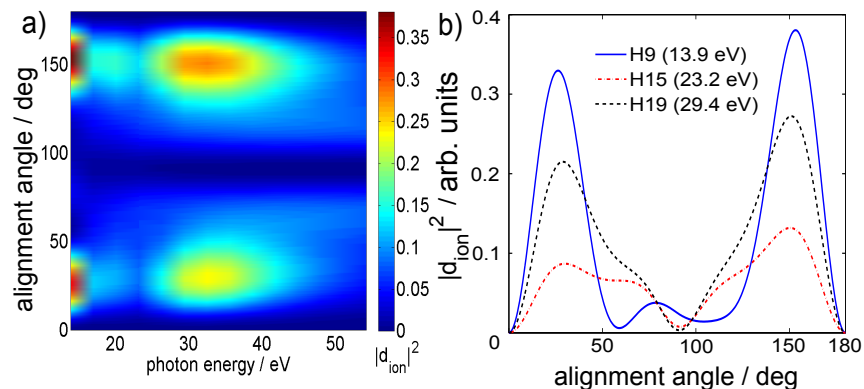 a)
alignment angle / deg
150
100
50
0
20
30
40
50
photon energy / eV
0.35
0.3
0.25
0.2
0.15
0.1
0.05
0
|d_ion|^2
b)
|d_ion|^2 / arb. units
0.4
0.3
0.2
0.1
0
50
100
150
180
alignment angle / deg
H9 (13.9 eV)
H15 (23.2 eV)
H19 (29.4 eV)